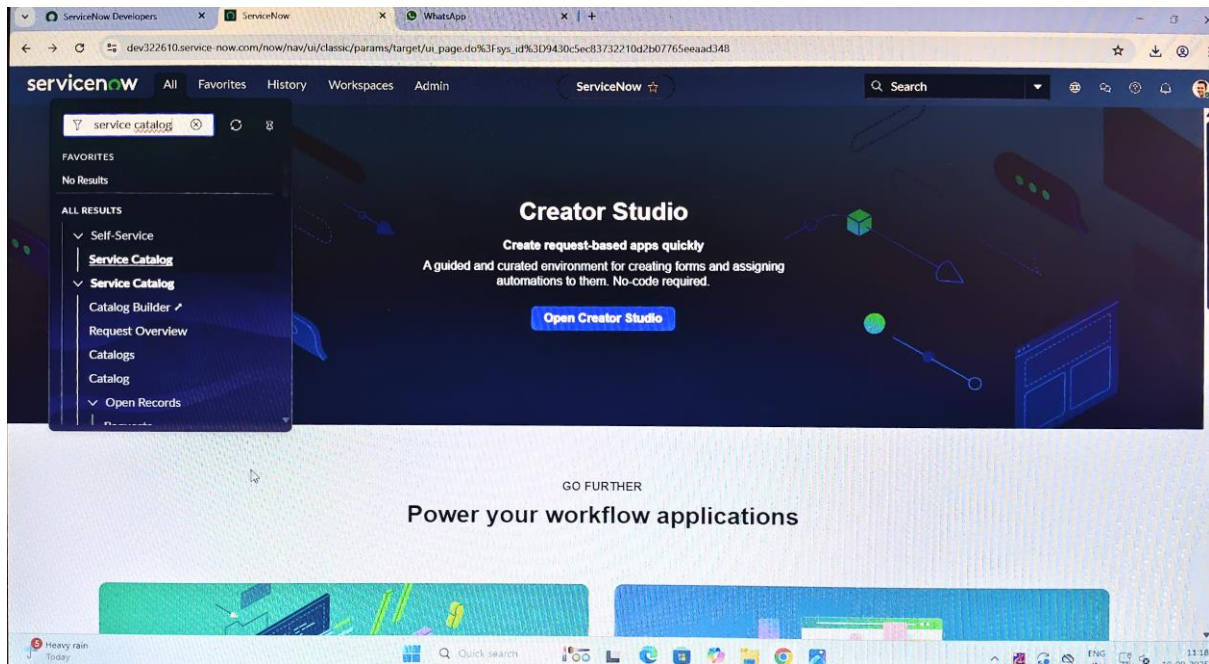 ServiceNow Developers
ServiceNow
WhatsApp
dev322610.service-now.com/now/nav/ui/classic/params/target/ui_page.do%3Fsys_id%3D9430c5ec83732210d2b07765eeaad348
servicenow All Favorites History Workspaces Admin ServiceNow Search
service catalog
FAVORITES
No Results
ALL RESULTS
Self-Service
Service Catalog
Service Catalog
Catalog Builder
Request Overview
Catalogs
Catalog
Open Records
Requests
Creator Studio
Create request-based apps quickly
A guided and curated environment for creating forms and assigning
automations to them. No-code required.
Open Creator Studio
GO FURTHER
Power your workflow applications
Heavy rain
Today
Quick search
ENG
11:18